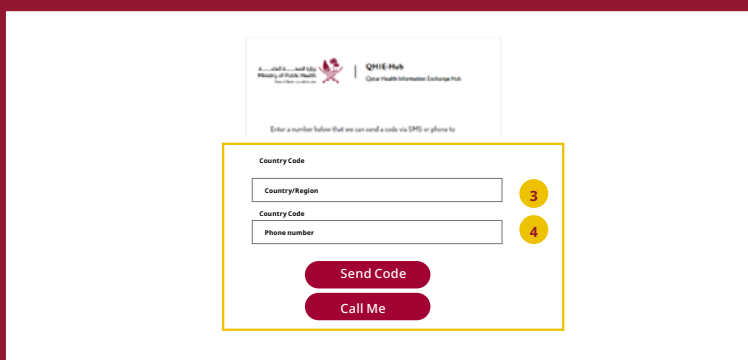 Ministry of Public Health
QHIE-Hub
Qatar Health Information Exchange Hub
Enter a number below that we can send a code via SMS or phone to
Country Code
Country/Region
3
Country Code
Phone number
4
Send Code
Call Me